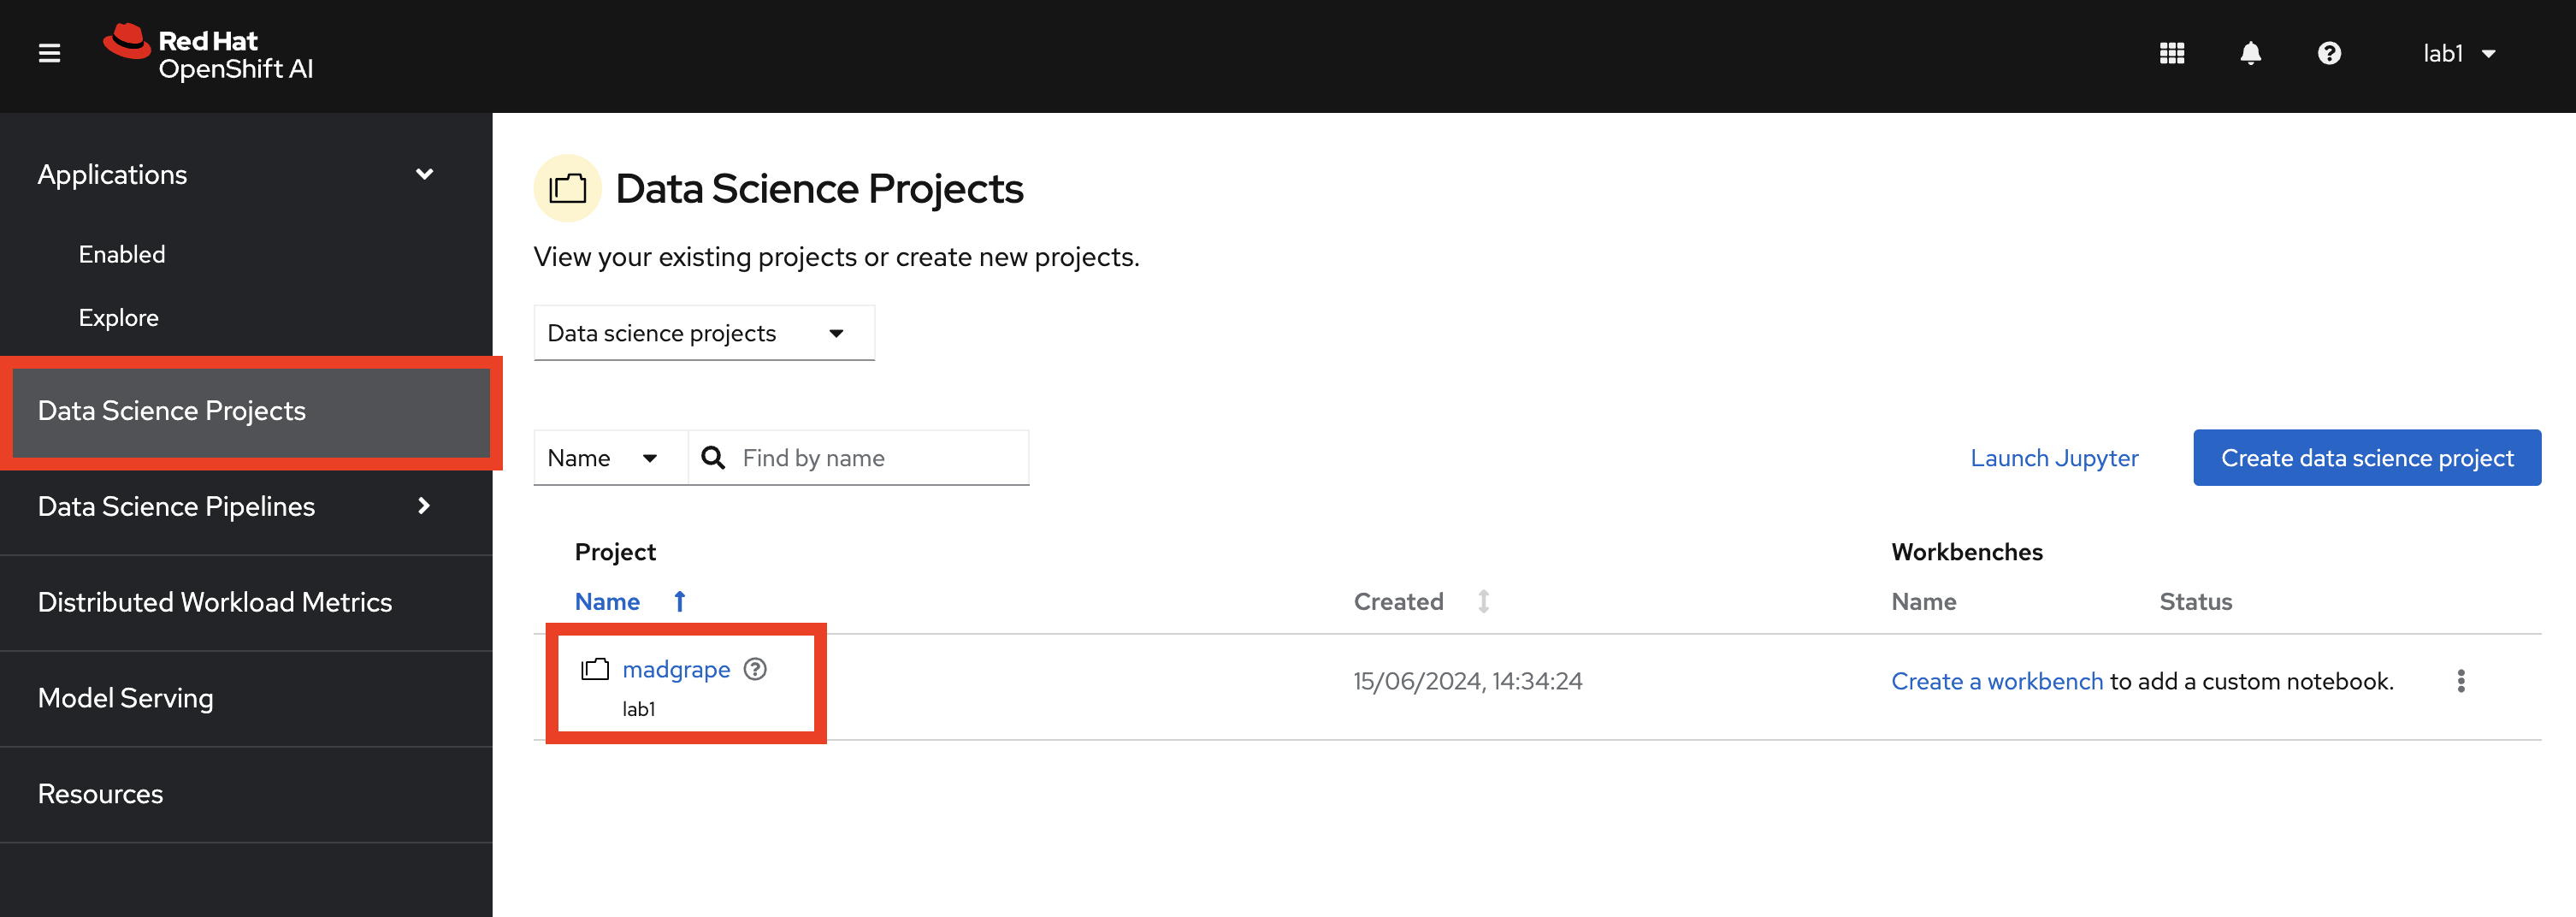 Red Hat
OpenShift AI
lab1
Applications
Enabled
Explore
Data Science Projects
Data Science Pipelines
Distributed Workload Metrics
Model Serving
Resources
Data Science Projects
View your existing projects or create new projects.
Data science projects
Name
Find by name
Launch Jupyter
Create data science project
Project
Workbenches
Name
Created
Name
Status
madgrape
lab1
15/06/2024, 14:34:24
Create a workbench to add a custom notebook.